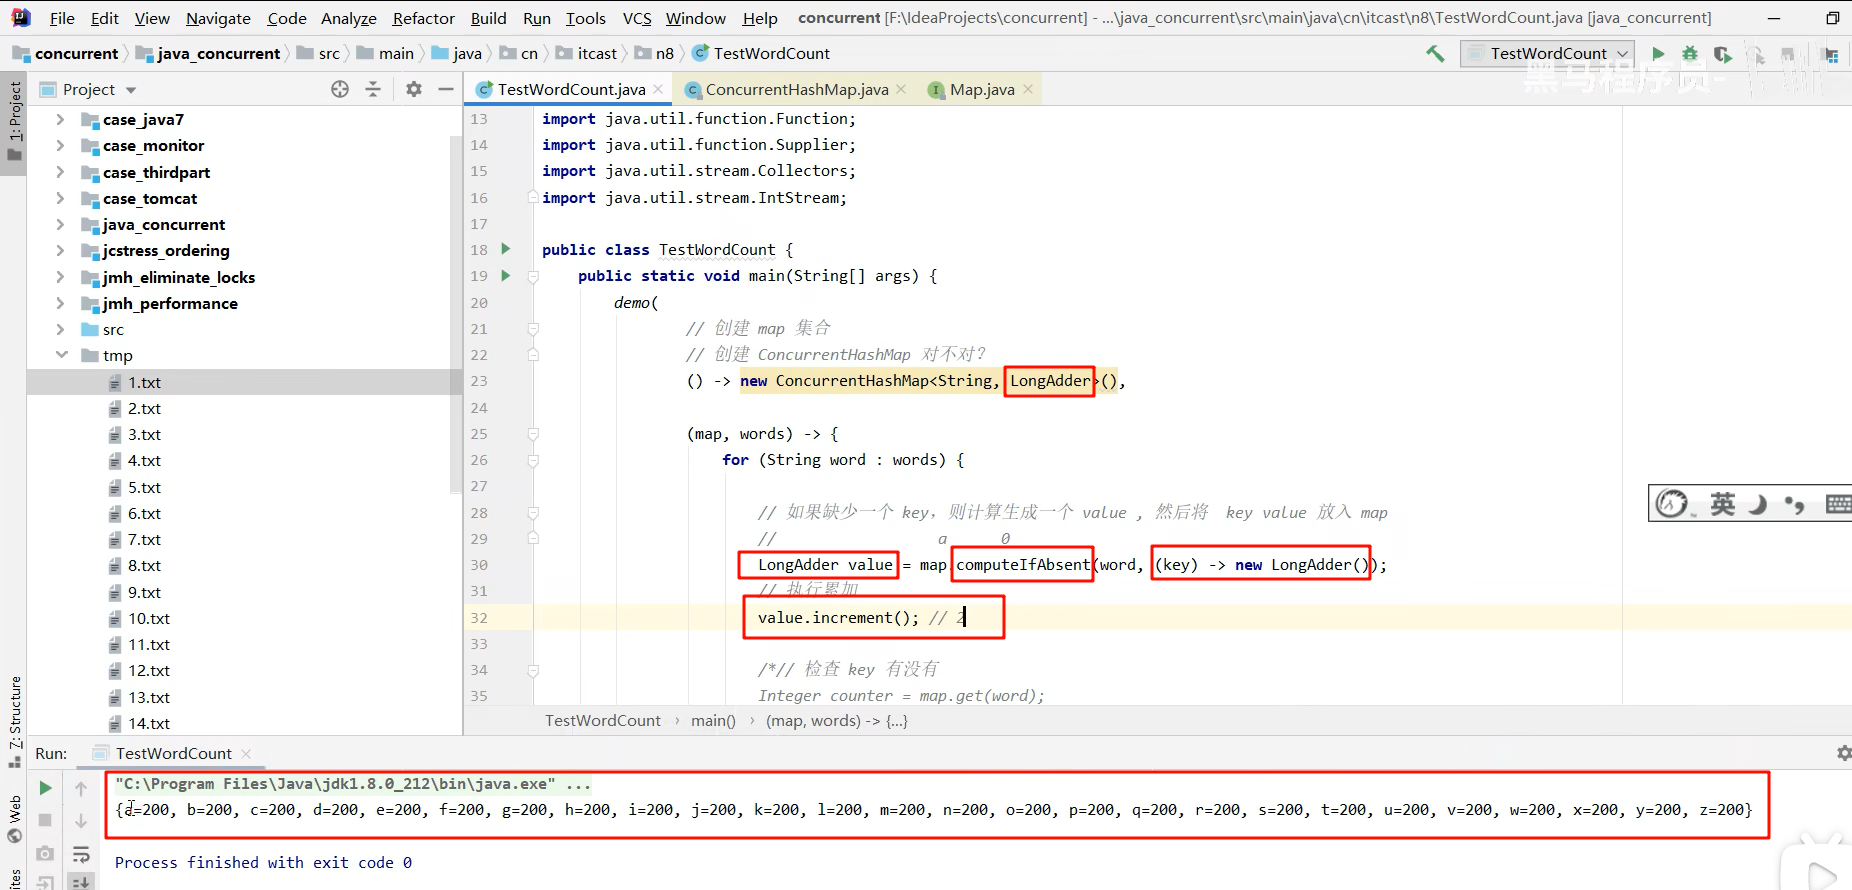 File Edit View Navigate Code Analyze Refactor Build Run Tools VCS Window Help concurrent [F:\IdeaProjects\concurrent] - ...\java_concurrent\src\main\java\cn\itcast\n8\TestWordCount.java [java_concurrent]
concurrent java_concurrent src main java cn itcast n8 TestWordCount TestWordCount
黑马程序员-
1: Project
Project
TestWordCount.java ConcurrentHashMap.java Map.java
case_java7
case_monitor
case_thirdpart
case_tomcat
java_concurrent
jcstress_ordering
jmh_eliminate_locks
jmh_performance
src
tmp
1.txt
2.txt
3.txt
4.txt
5.txt
6.txt
7.txt
8.txt
9.txt
10.txt
11.txt
12.txt
13.txt
14.txt
13 import java.util.function.Function;
14 import java.util.function.Supplier;
15 import java.util.stream.Collectors;
16 import java.util.stream.IntStream;
17
18 public class TestWordCount {
19 public static void main(String[] args) {
20 demo(
21 // 创建 map 集合
22 // 创建 ConcurrentHashMap 对不对?
23 () -> new ConcurrentHashMap<String, LongAdder>(),
24
25 (map, words) -> {
26 for (String word : words) {
27
28 // 如果缺少一个 key，则计算生成一个 value , 然后将 key value 放入 map
29 // a 0
30 LongAdder value = map.computeIfAbsent(word, (key) -> new LongAdder());
31 // 执行累加
32 value.increment(); // 2
33
34 /*// 检查 key 有没有
35 Integer counter = map.get(word);
英
TestWordCount › main() › (map, words) -> {...}
7: Structure
Web
Run: TestWordCount
"C:\Program Files\Java\jdk1.8.0_212\bin\java.exe" ...
{a=200, b=200, c=200, d=200, e=200, f=200, g=200, h=200, i=200, j=200, k=200, l=200, m=200, n=200, o=200, p=200, q=200, r=200, s=200, t=200, u=200, v=200, w=200, x=200, y=200, z=200}
Process finished with exit code 0